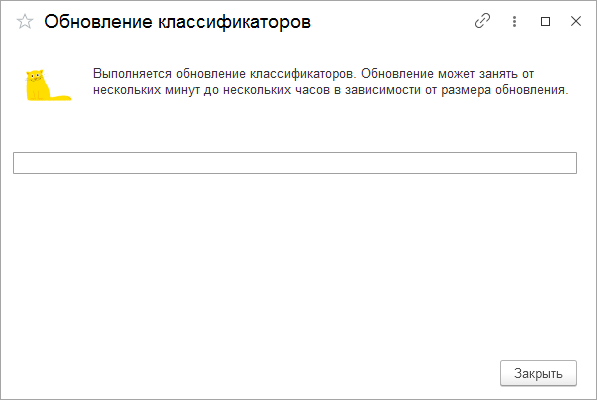 Обновление классификаторов
Выполняется обновление классификаторов. Обновление может занять от
нескольких минут до нескольких часов в зависимости от размера обновления.
Закрыть